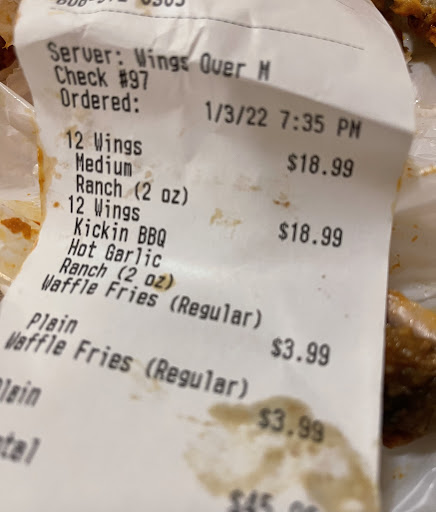 Server: Wings Over M
Check #97
Ordered: 1/3/22 7:35 PM
12 Wings $18.99
Medium
Ranch (2 oz)
12 Wings $18.99
Kickin BBQ
Hot Garlic
Ranch (2 oz)
Waffle Fries (Regular)
$3.99
Plain
Waffle Fries (Regular)
$3.99
lain
tal